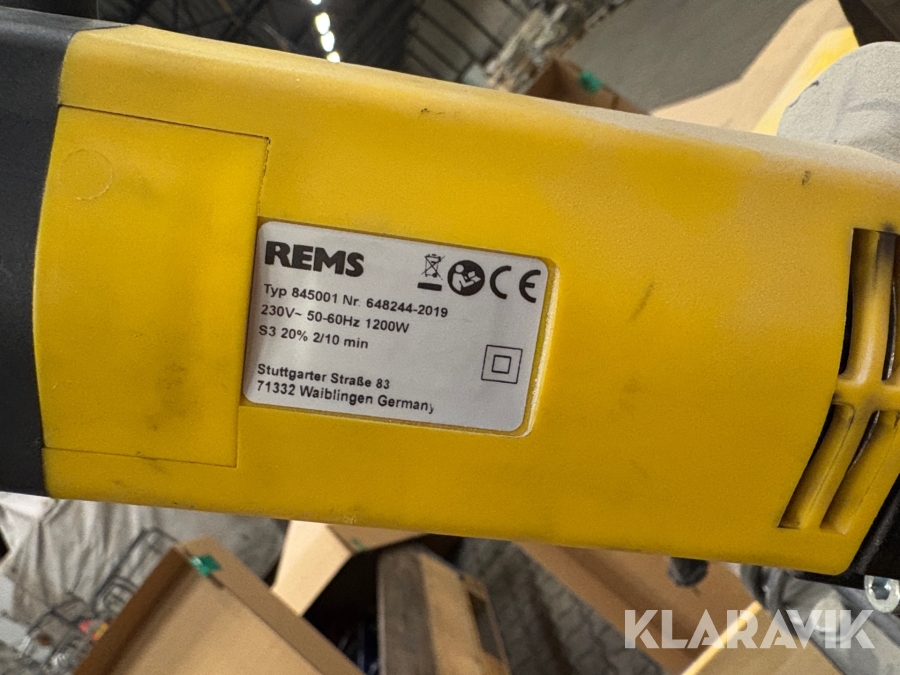 REMS
CE
Typ 845001 Nr. 648244-2019
230V~ 50-60Hz 1200W
S3 20% 2/10 min
Stuttgarter Straße 83
71332 Waiblingen Germany
KLARAVIK